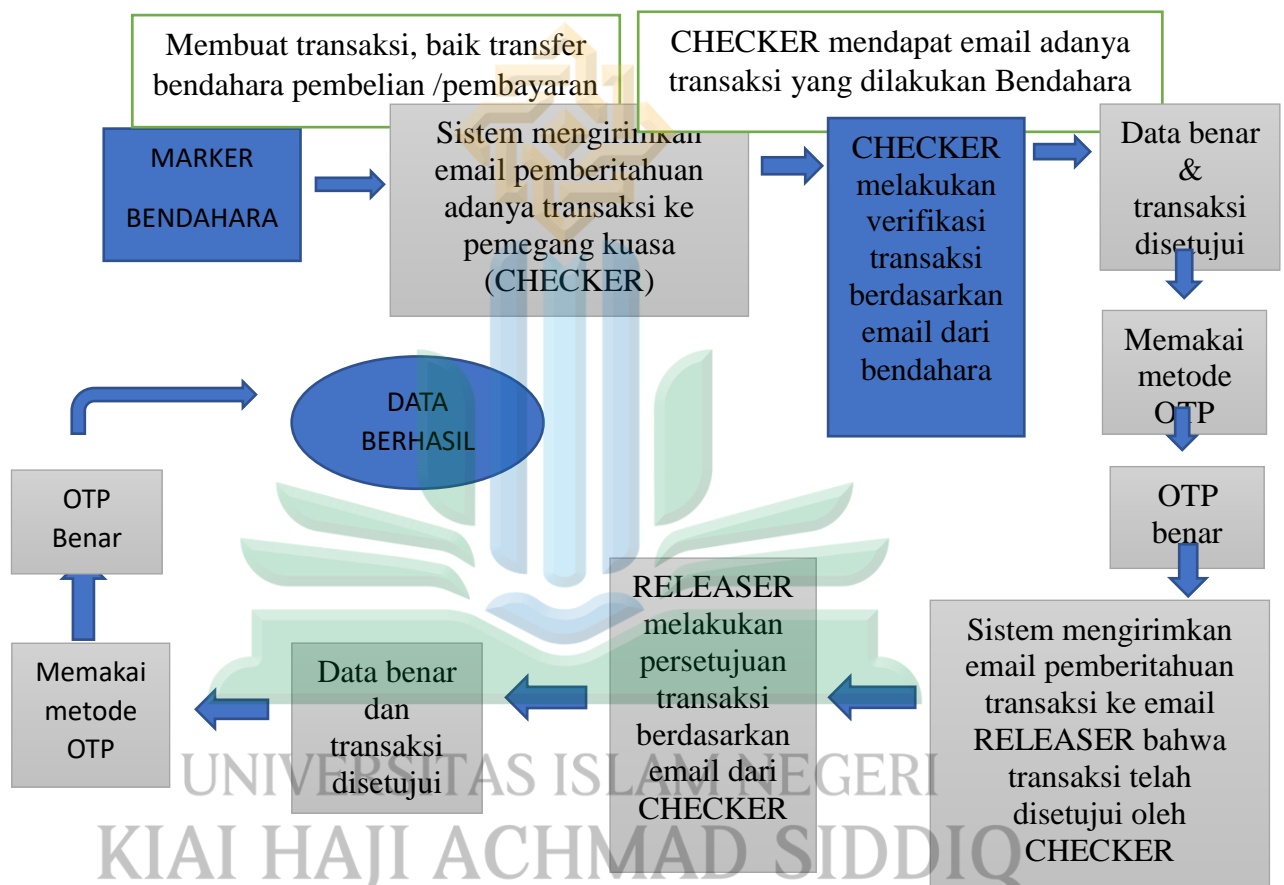 Membuat transaksi, baik transfer
bendahara pembelian /pembayaran
CHECKER mendapat email adanya
transaksi yang dilakukan Bendahara
MARKER
BENDAHARA
Sistem mengirimkan
email pemberitahuan
adanya transaksi ke
pemegang kuasa
(CHECKER)
CHECKER
melakukan
verifikasi
transaksi
berdasarkan
email dari
bendahara
Data benar
&
transaksi
disetujui
Memakai
metode
OTP
OTP
benar
Sistem mengirimkan
email pemberitahuan
transaksi ke email
RELEASER bahwa
transaksi telah
disetujui oleh
CHECKER
RELEASER
melakukan
persetujuan
transaksi
berdasarkan
email dari
CHECKER
Data benar
dan
transaksi
disetujui
Memakai
metode
OTP
OTP
Benar
DATA
BERHASIL
UNIVERSITAS ISLAM NEGERI
KIAI HAJI ACHMAD SIDDIQ